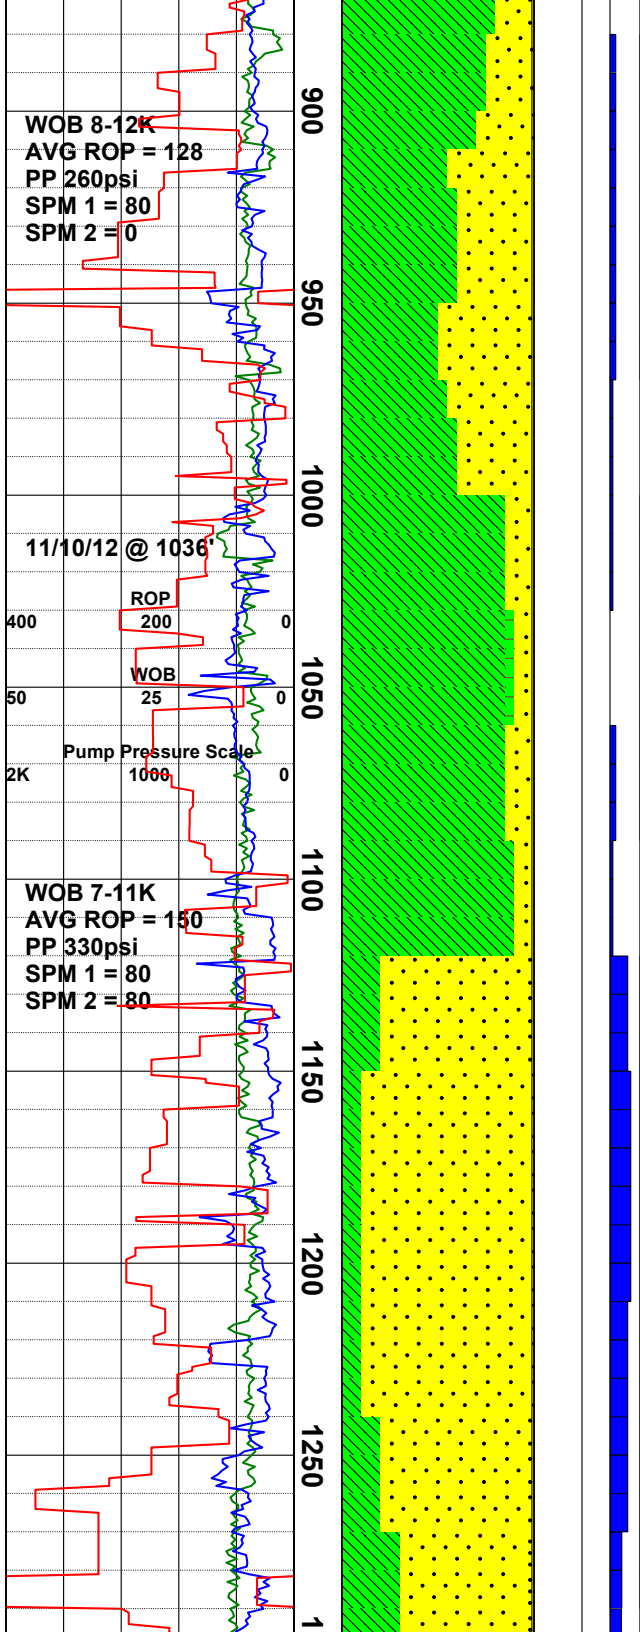 900
WOB 8-12K
AVG ROP = 128
PP 260psi
SPM 1 = 80
SPM 2 = 0
950
1000
11/10/12 @ 1036'
ROP
400 200 0
WOB
50 25 0
1050
Pump Pressure Scale
2K 1000 0
1100
WOB 7-11K
AVG ROP = 150
PP 330psi
SPM 1 = 80
SPM 2 = 80
1150
1200
1250
1